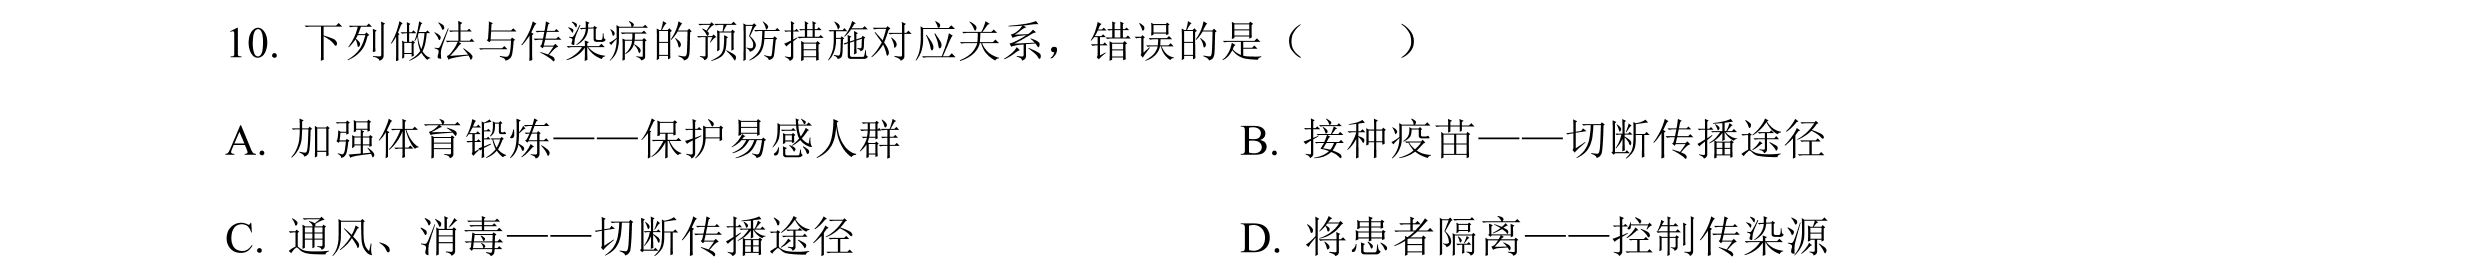 10. 下列做法与传染病的预防措施对应关系，错误的是（　　）
A. 加强体育锻炼——保护易感人群 B. 接种疫苗——切断传播途径
C. 通风、消毒——切断传播途径 D. 将患者隔离——控制传染源